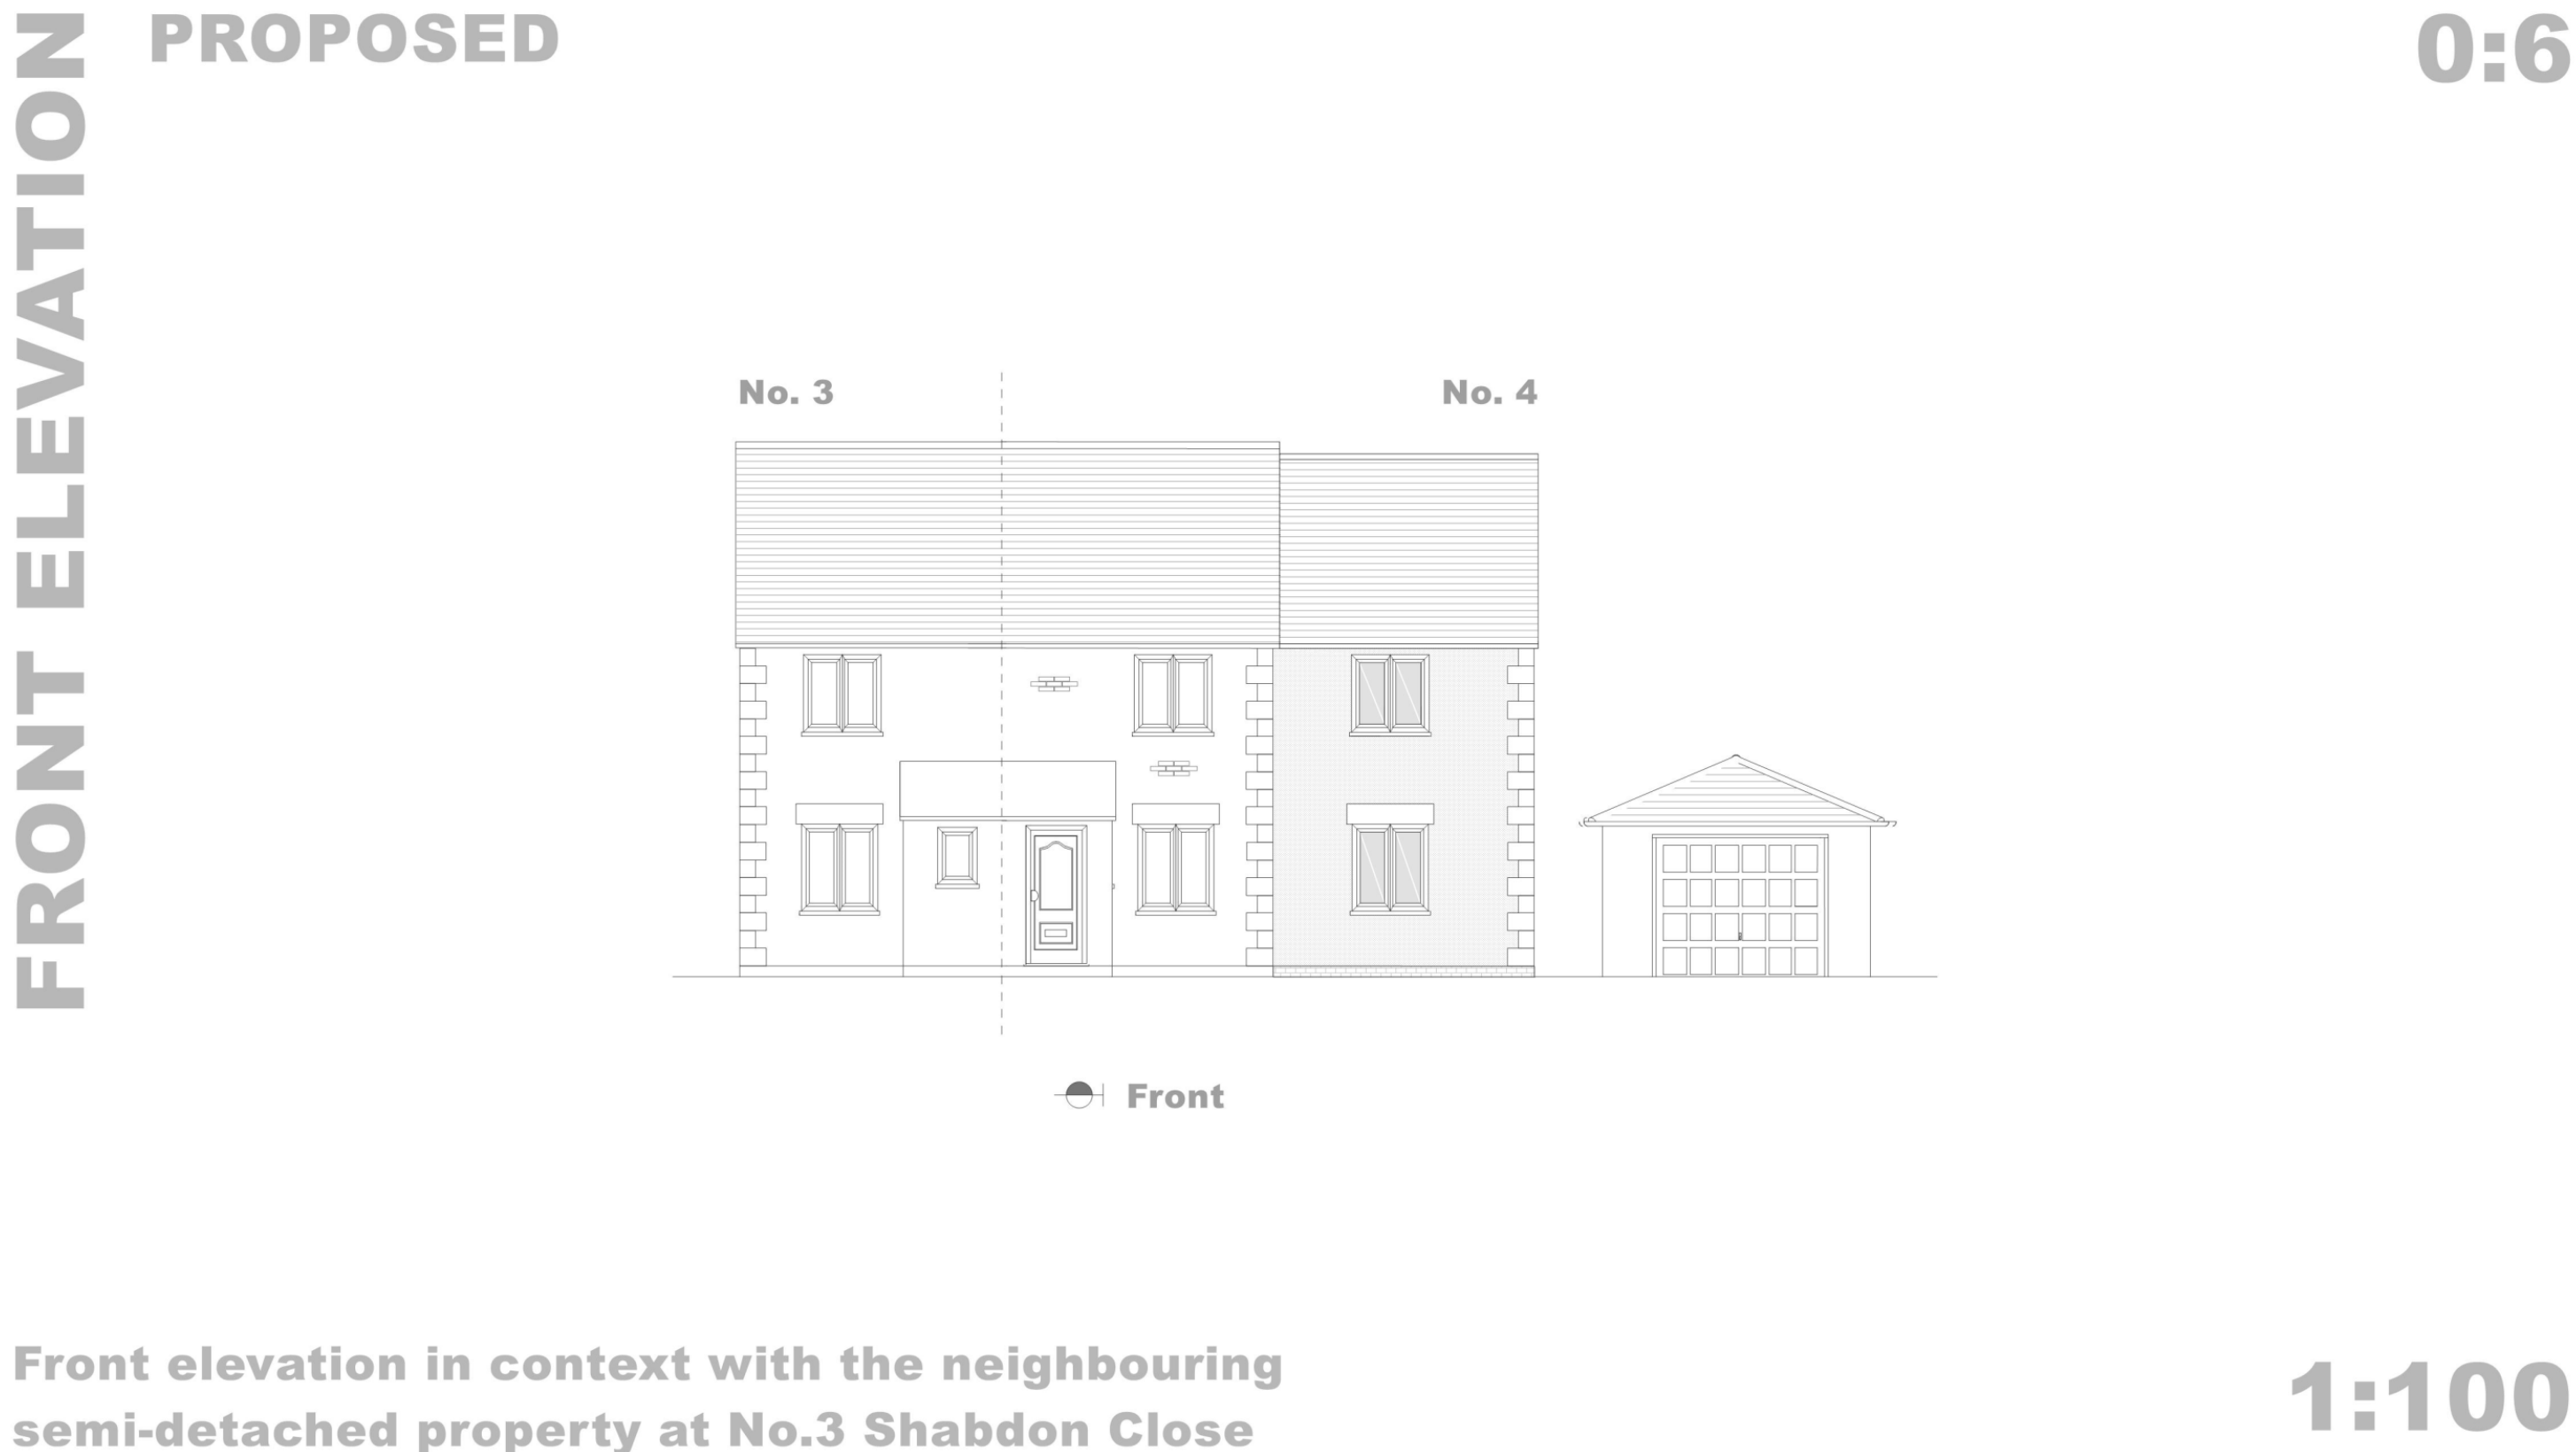 PROPOSED
0:6
FRONT ELEVATION
No. 3
No. 4
Front
Front elevation in context with the neighbouring
semi-detached property at No.3 Shabdon Close
1:100